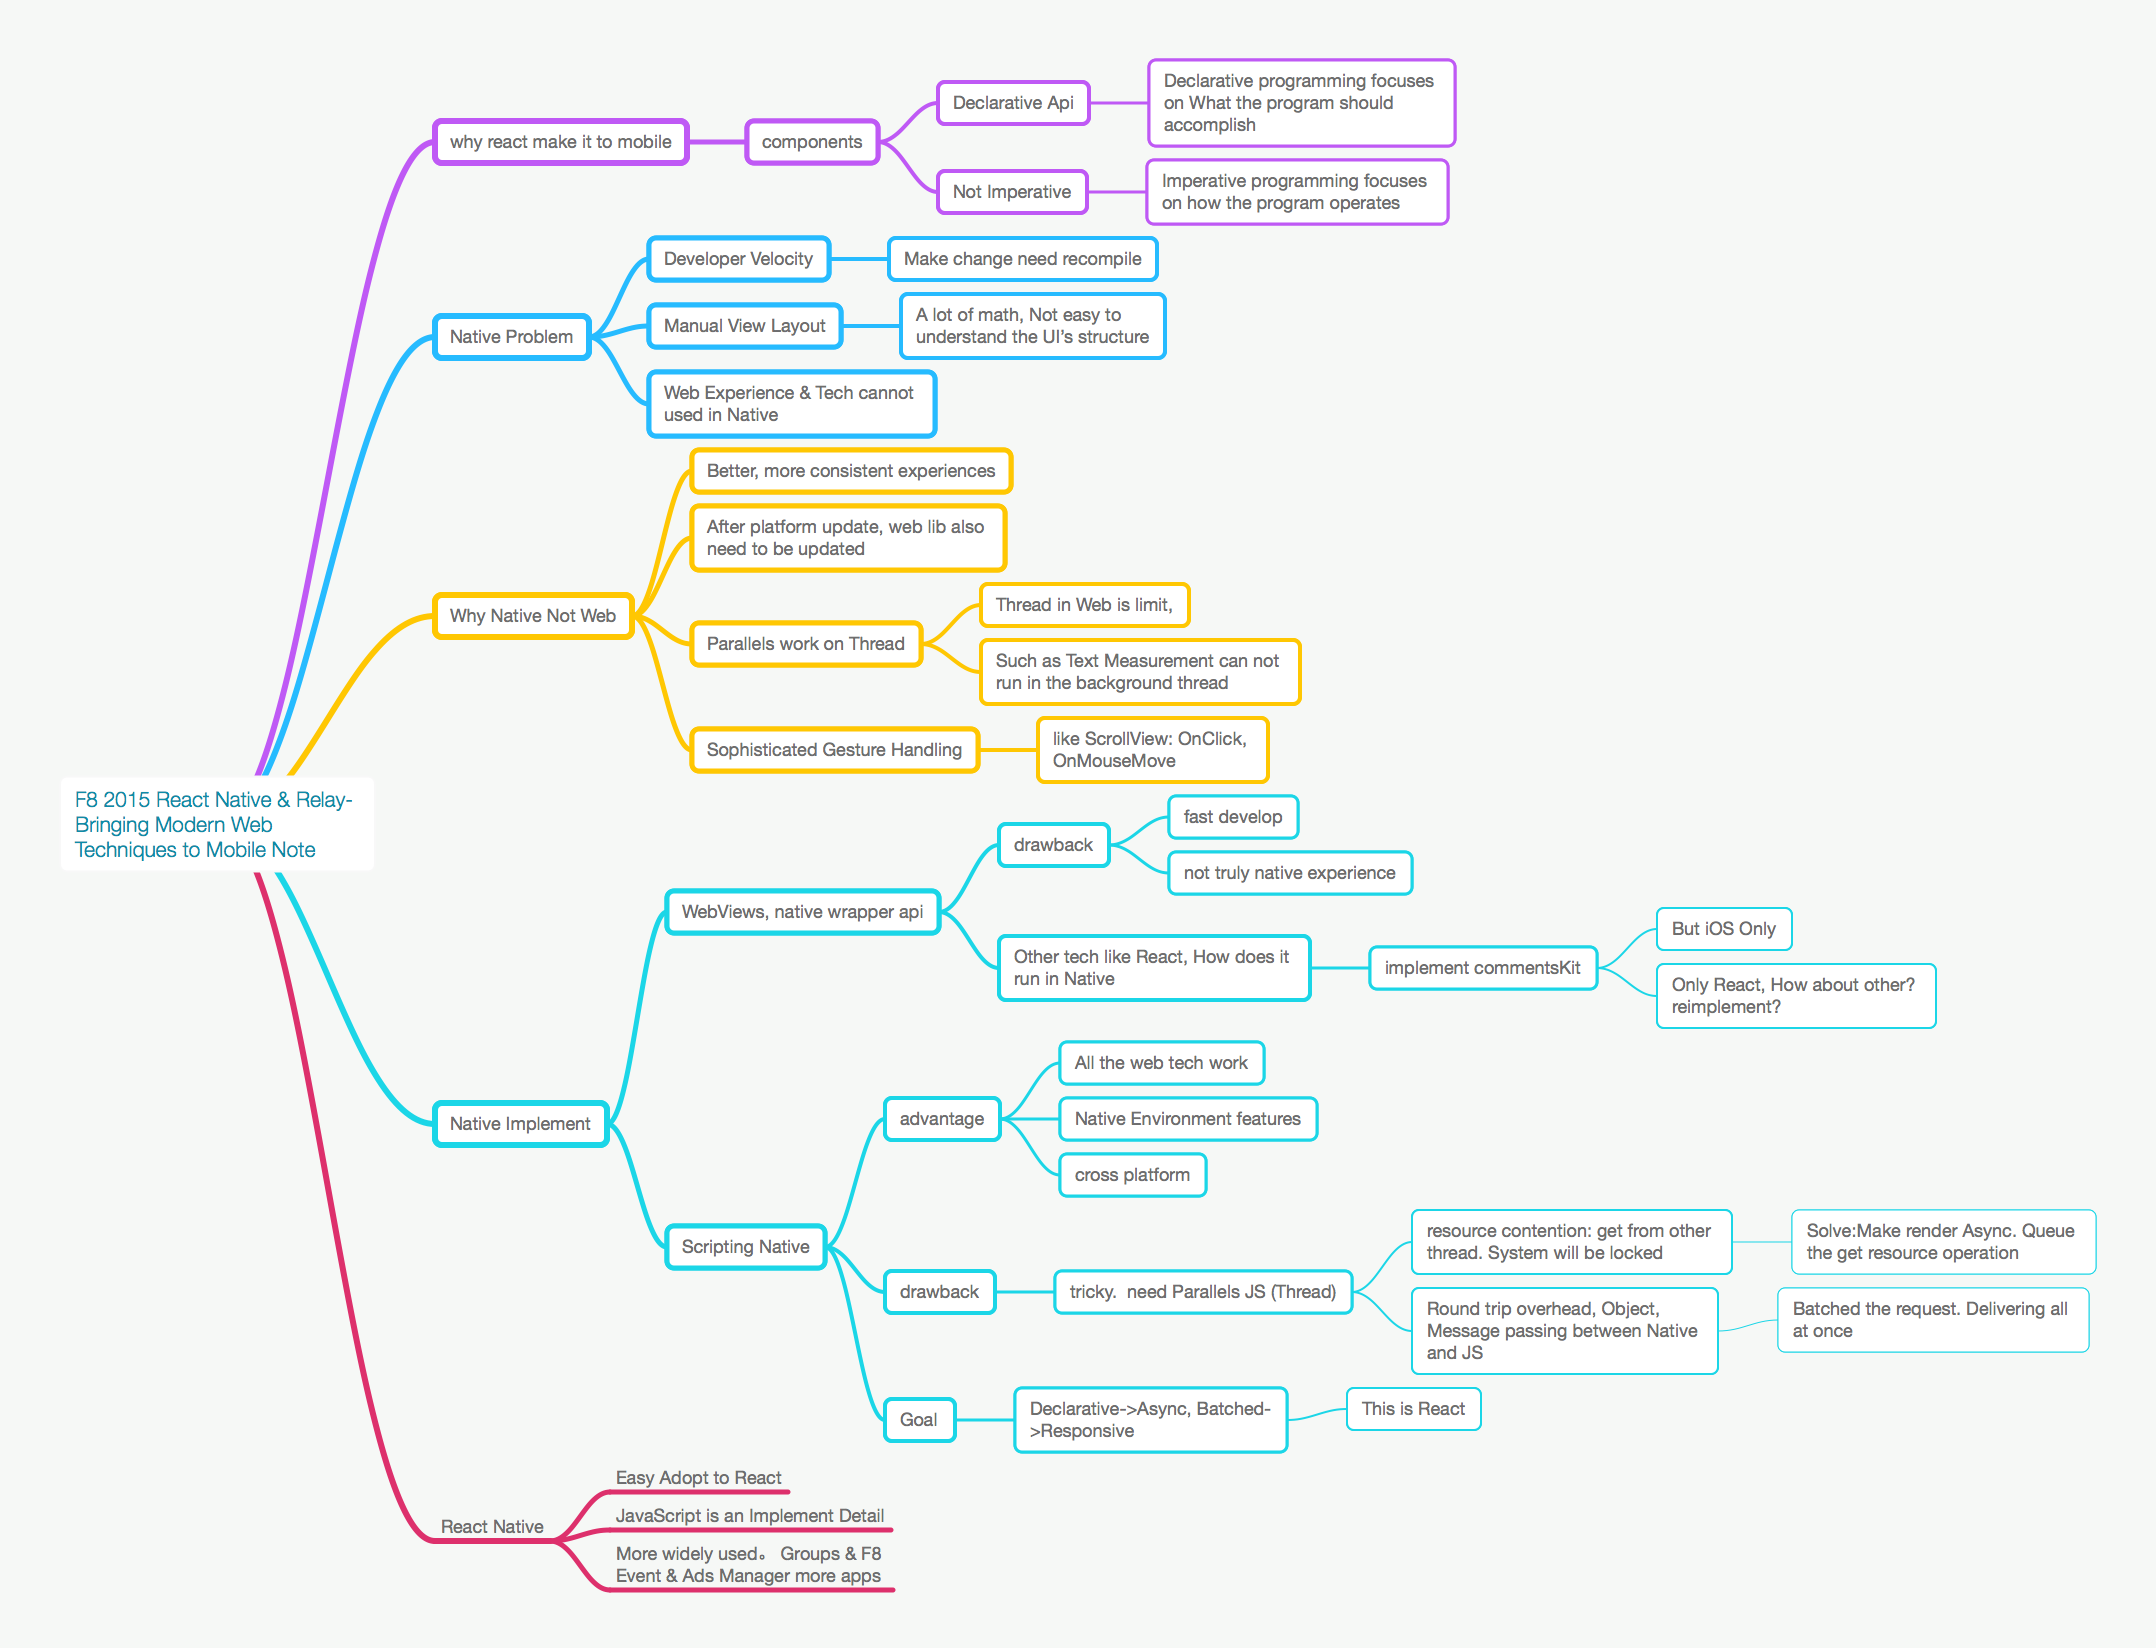 Declarative programming focuses
on What the program should
accomplish
Declarative Api
why react make it to mobile
components
Not Imperative
Imperative programming focuses
on how the program operates
Developer Velocity
Make change need recompile
Native Problem
Manual View Layout
A lot of math, Not easy to
understand the UI's structure
Web Experience & Tech cannot
used in Native
Better, more consistent experiences
After platform update, web lib also
need to be updated
Why Native Not Web
Parallels work on Thread
Thread in Web is limit,
Such as Text Measurement can not
run in the background thread
Sophisticated Gesture Handling
like ScrollView: OnClick,
OnMouseMove
F8 2015 React Native & Relay-
Bringing Modern Web
Techniques to Mobile Note
fast develop
drawback
not truly native experience
WebViews, native wrapper api
Other tech like React, How does it
run in Native
implement commentsKit
But iOS Only
Only React, How about other?
reimplement?
Native Implement
All the web tech work
advantage
Native Environment features
cross platform
Scripting Native
drawback
tricky.  need Parallels JS (Thread)
resource contention: get from other
thread. System will be locked
Solve:Make render Async. Queue
the get resource operation
Round trip overhead, Object,
Message passing between Native
and JS
Batched the request. Delivering all
at once
Goal
Declarative->Async, Batched-
>Responsive
This is React
React Native
Easy Adopt to React
JavaScript is an Implement Detail
More widely used。 Groups & F8
Event & Ads Manager more apps